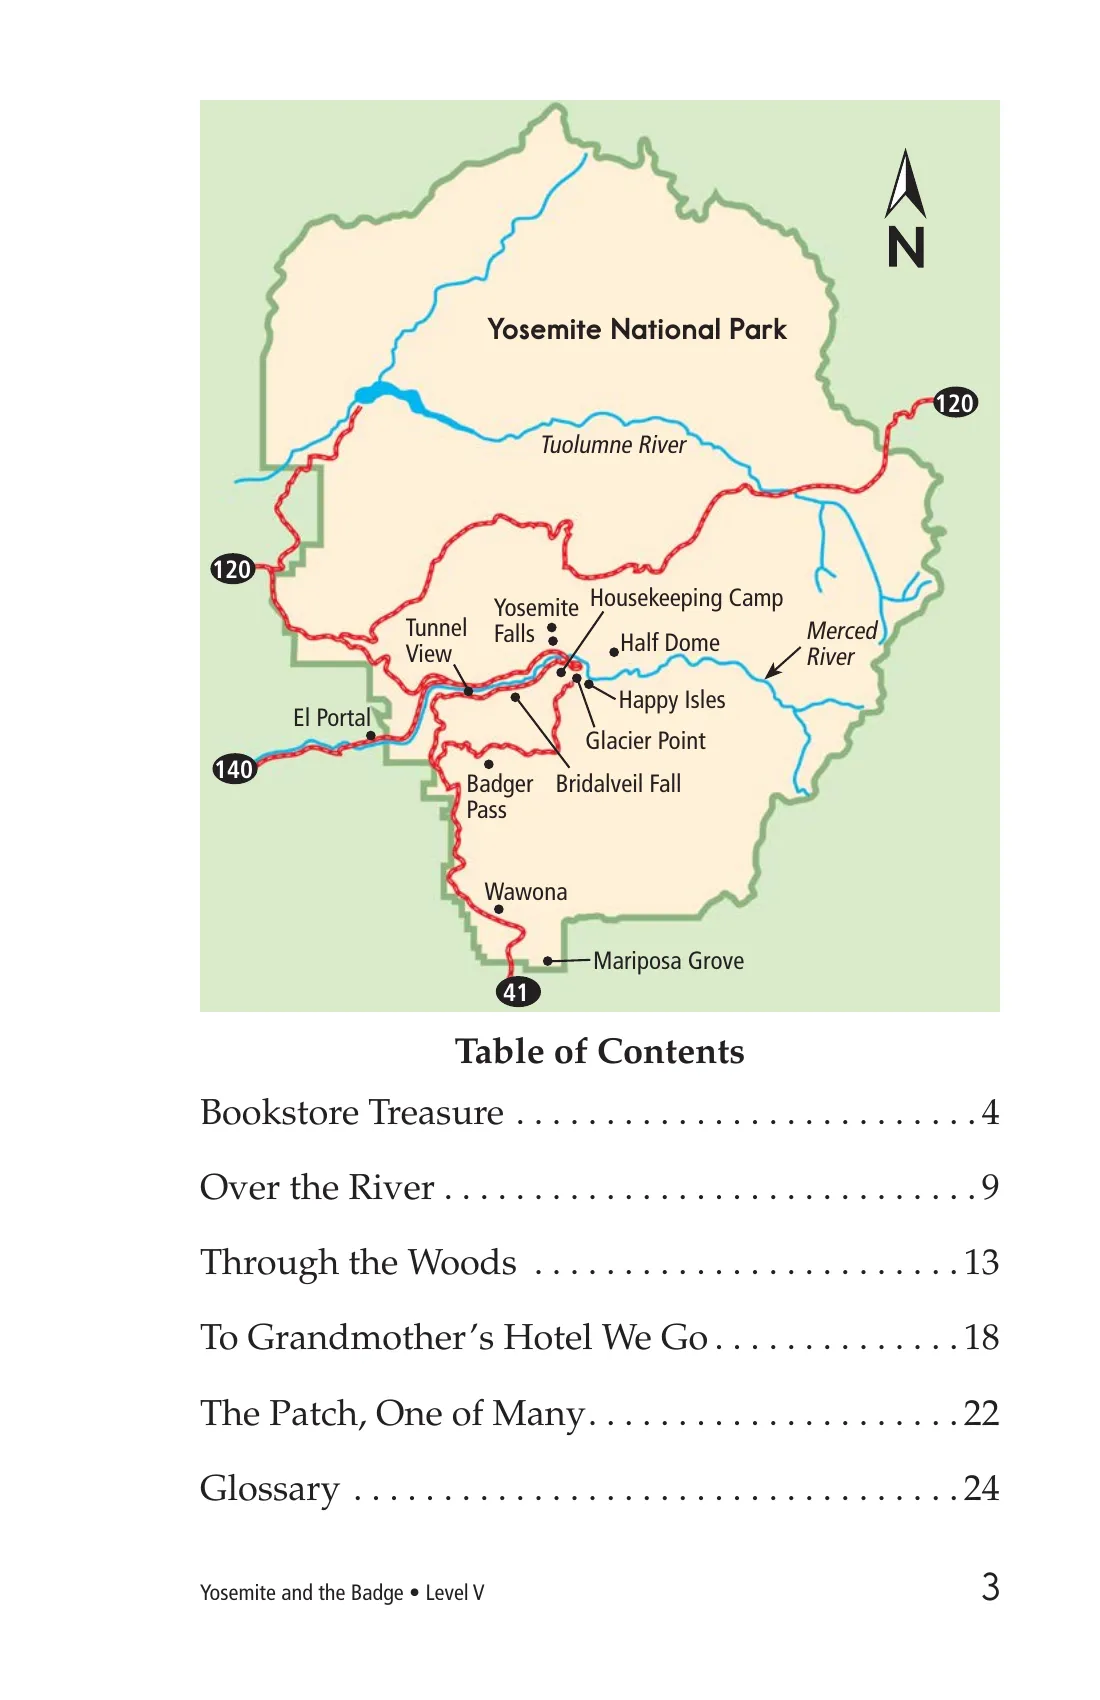 N
Yosemite National Park
120
Tuolumne River
120
Housekeeping Camp
Yosemite
Falls
Tunnel
View
Half Dome
Merced
River
Happy Isles
El Portal
Glacier Point
140
Badger
Pass
Bridalveil Fall
Wawona
Mariposa Grove
41
Table of Contents
Bookstore Treasure . . . . . . . . . . . . . . . . . . . . . . . . . . 4
Over the River . . . . . . . . . . . . . . . . . . . . . . . . . . . . . . 9
Through the Woods . . . . . . . . . . . . . . . . . . . . . . . . 13
To Grandmother’s Hotel We Go . . . . . . . . . . . . . . 18
The Patch, One of Many. . . . . . . . . . . . . . . . . . . . . 22
Glossary . . . . . . . . . . . . . . . . . . . . . . . . . . . . . . . . . . 24
Yosemite and the Badge • Level V
3